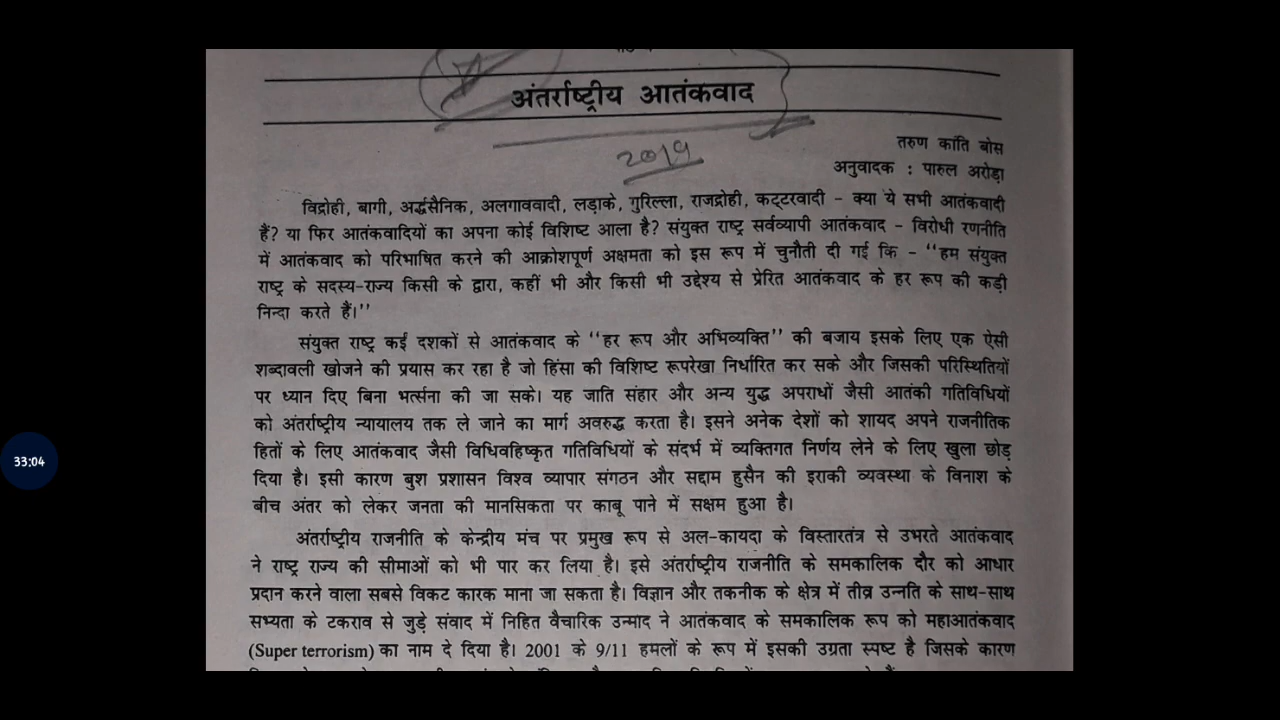 अंतर्राष्ट्रीय आतंकवाद
2019
तरुण कांति बोस
अनुवादक : पारुल अरोड़ा
विद्रोही, बागी, अर्द्धसैनिक, अलगाववादी, लड़ाके, गुरिल्ला, राजद्रोही, कट्टरवादी - क्या ये सभी आतंकवादी
हैं? या फिर आतंकवादियों का अपना कोई विशिष्ट आला है? संयुक्त राष्ट्र सर्वव्यापी आतंकवाद - विरोधी रणनीति
में आतंकवाद को परिभाषित करने की आक्रोशपूर्ण अक्षमता को इस रूप में चुनौती दी गई कि - ‘‘हम संयुक्त
राष्ट्र के सदस्य-राज्य किसी के द्वारा, कहीं भी और किसी भी उद्देश्य से प्रेरित आतंकवाद के हर रूप की कड़ी
निन्दा करते हैं।’’
संयुक्त राष्ट्र कई दशकों से आतंकवाद के ‘‘हर रूप और अभिव्यक्ति’’ की बजाय इसके लिए एक ऐसी
शब्दावली खोजने की प्रयास कर रहा है जो हिंसा की विशिष्ट रूपरेखा निर्धारित कर सके और जिसकी परिस्थितियों
पर ध्यान दिए बिना भर्त्सना की जा सके। यह जाति संहार और अन्य युद्ध अपराधों जैसी आतंकी गतिविधियों
को अंतर्राष्ट्रीय न्यायालय तक ले जाने का मार्ग अवरुद्ध करता है। इसने अनेक देशों को शायद अपने राजनीतिक
हितों के लिए आतंकवाद जैसी विधिवहिष्कृत गतिविधियों के संदर्भ में व्यक्तिगत निर्णय लेने के लिए खुला छोड़
दिया है। इसी कारण बुश प्रशासन विश्व व्यापार संगठन और सद्दाम हुसैन की इराकी व्यवस्था के विनाश के
बीच अंतर को लेकर जनता की मानसिकता पर काबू पाने में सक्षम हुआ है।
अंतर्राष्ट्रीय राजनीति के केन्द्रीय मंच पर प्रमुख रूप से अल-कायदा के विस्तारतंत्र से उभरते आतंकवाद
ने राष्ट्र राज्य की सीमाओं को भी पार कर लिया है। इसे अंतर्राष्ट्रीय राजनीति के समकालिक दौर को आधार
प्रदान करने वाला सबसे विकट कारक माना जा सकता है। विज्ञान और तकनीक के क्षेत्र में तीव्र उन्नति के साथ-साथ
सभ्यता के टकराव से जुड़े संवाद में निहित वैचारिक उन्माद ने आतंकवाद के समकालिक रूप को महाआतंकवाद
(Super terrorism) का नाम दे दिया है। 2001 के 9/11 हमलों के रूप में इसकी उग्रता स्पष्ट है जिसके कारण
33:04